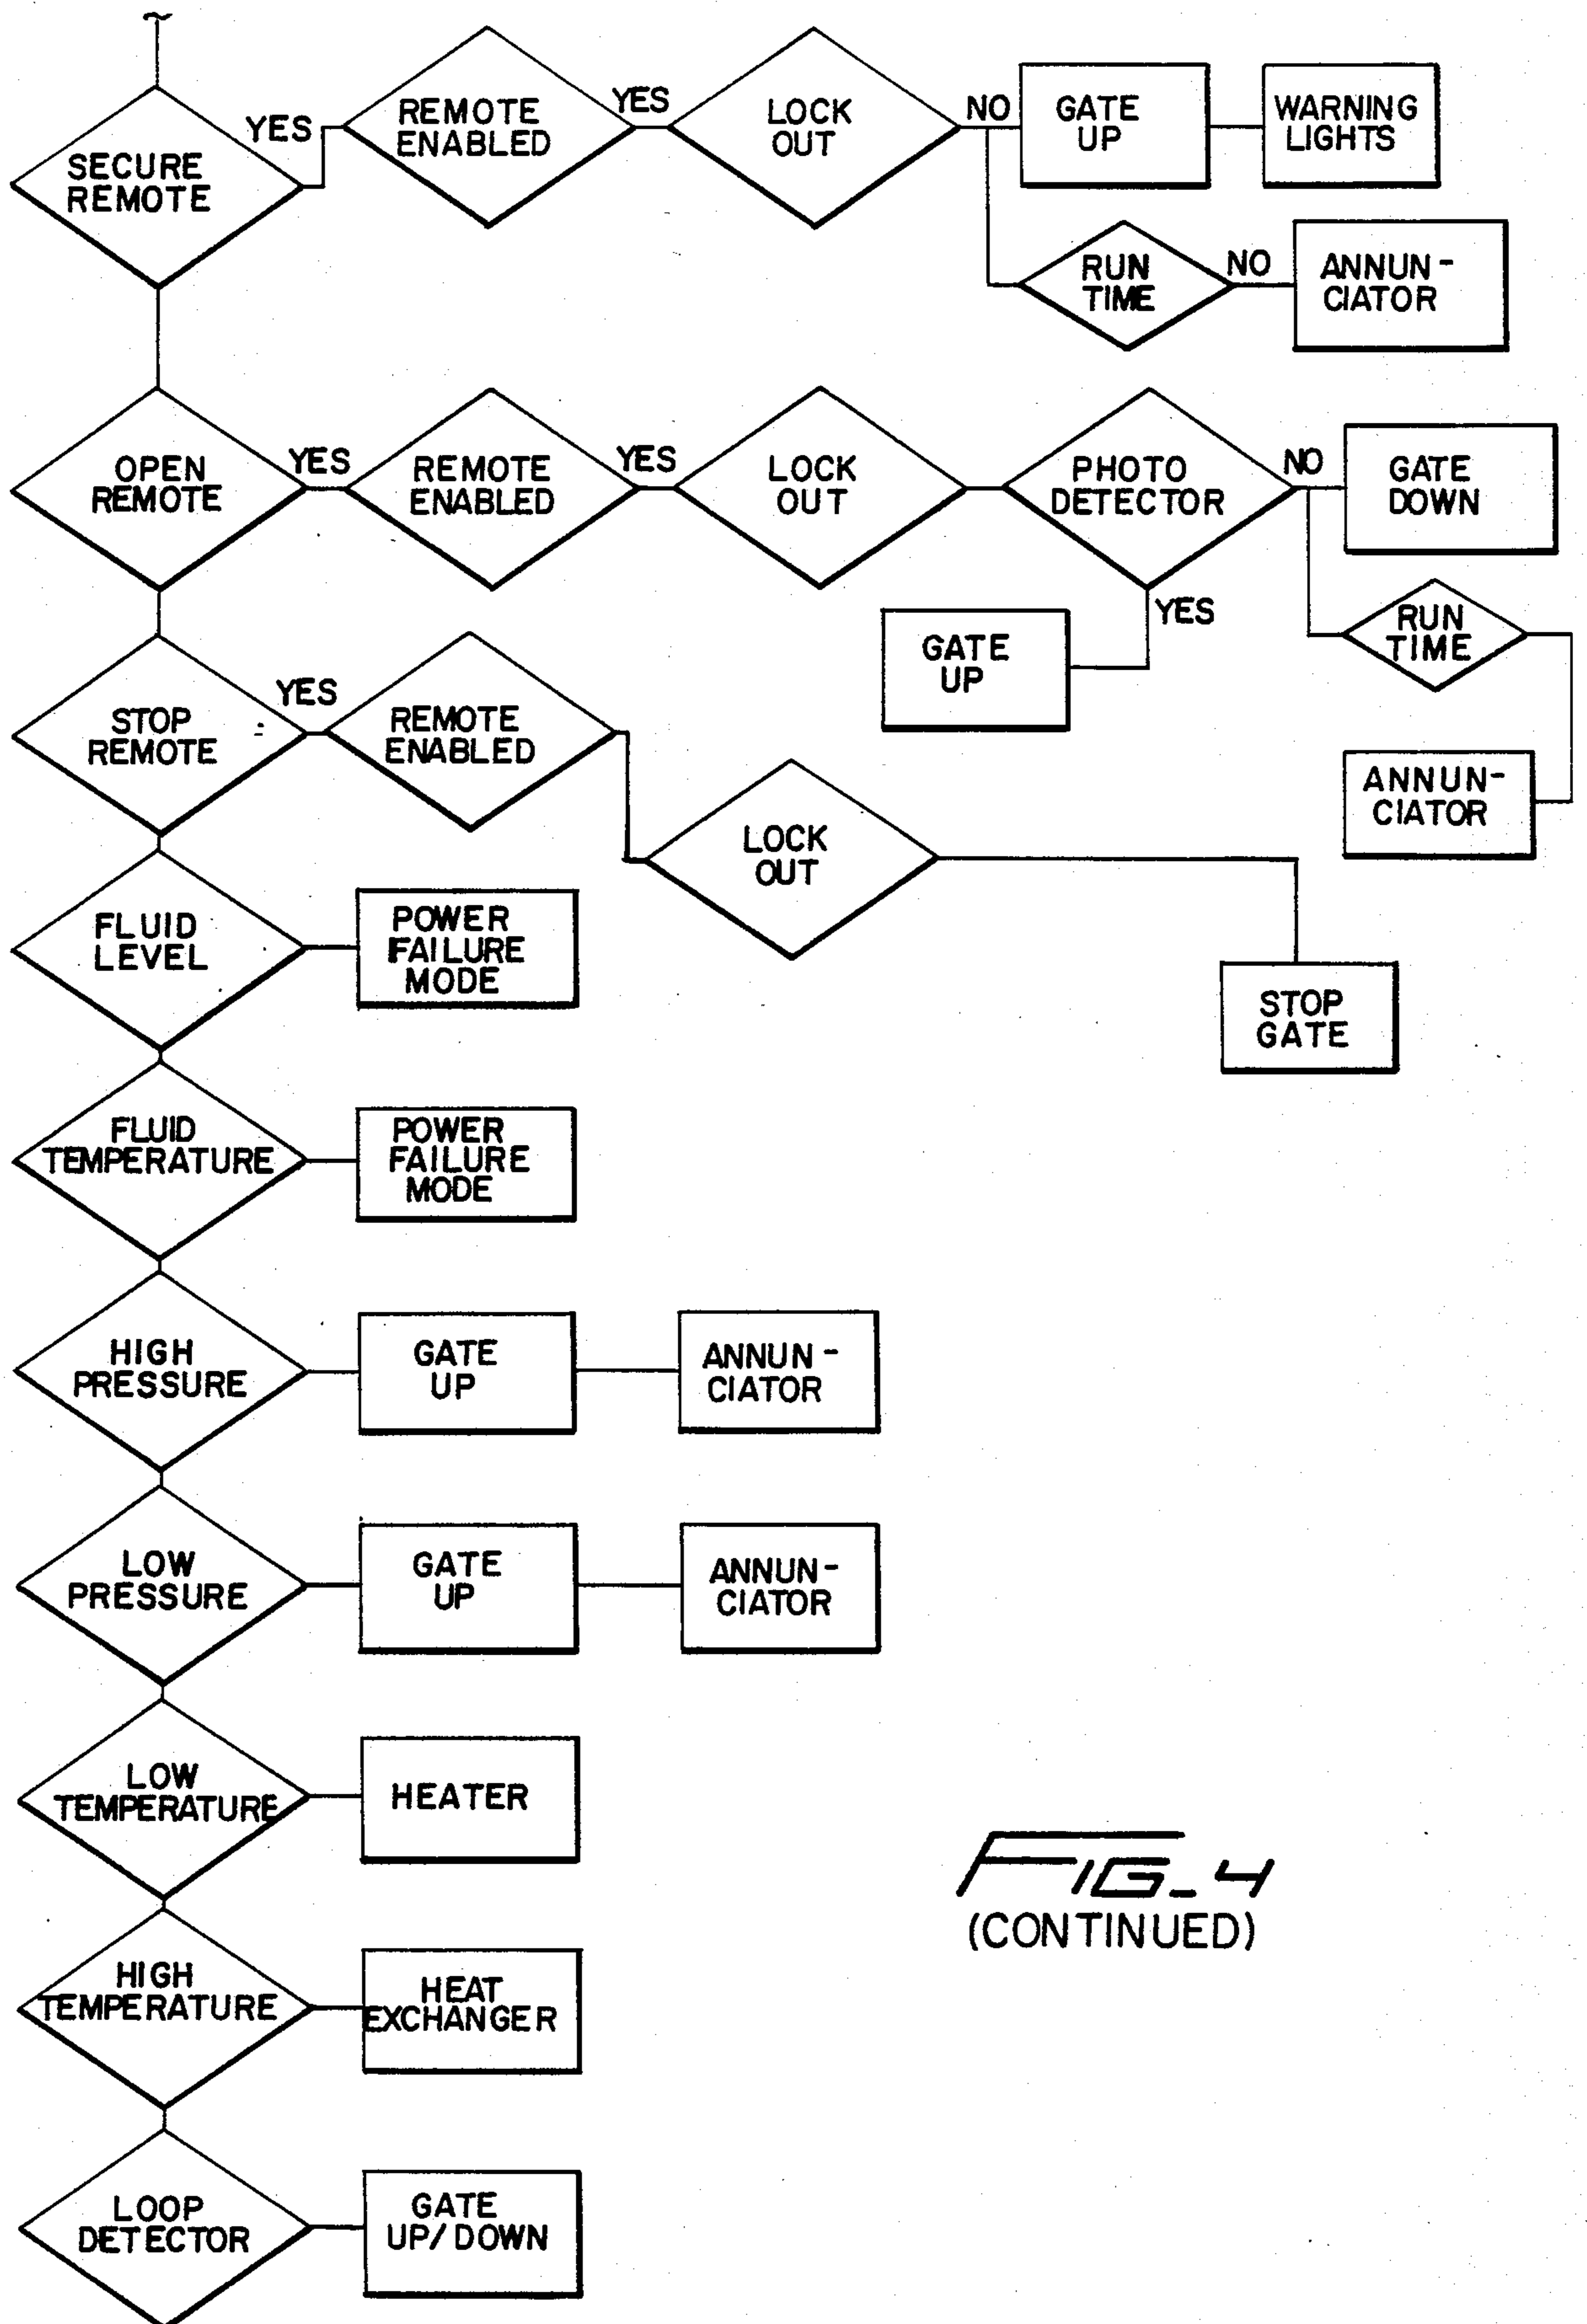 SECURE
REMOTE
YES
REMOTE
ENABLED
YES
LOCK
OUT
NO
GATE
UP
WARNING
LIGHTS
RUN
TIME
NO
ANNUN-
CIATOR
OPEN
REMOTE
YES
REMOTE
ENABLED
YES
LOCK
OUT
PHOTO
DETECTOR
NO
GATE
DOWN
YES
GATE
UP
RUN
TIME
ANNUN-
CIATOR
STOP
REMOTE
YES
REMOTE
ENABLED
LOCK
OUT
STOP
GATE
FLUID
LEVEL
POWER
FAILURE
MODE
FLUID
TEMPERATURE
POWER
FAILURE
MODE
HIGH
PRESSURE
GATE
UP
ANNUN-
CIATOR
LOW
PRESSURE
GATE
UP
ANNUN-
CIATOR
LOW
TEMPERATURE
HEATER
HIGH
TEMPERATURE
HEAT
EXCHANGER
LOOP
DETECTOR
GATE
UP/DOWN
FIG_4
(CONTINUED)